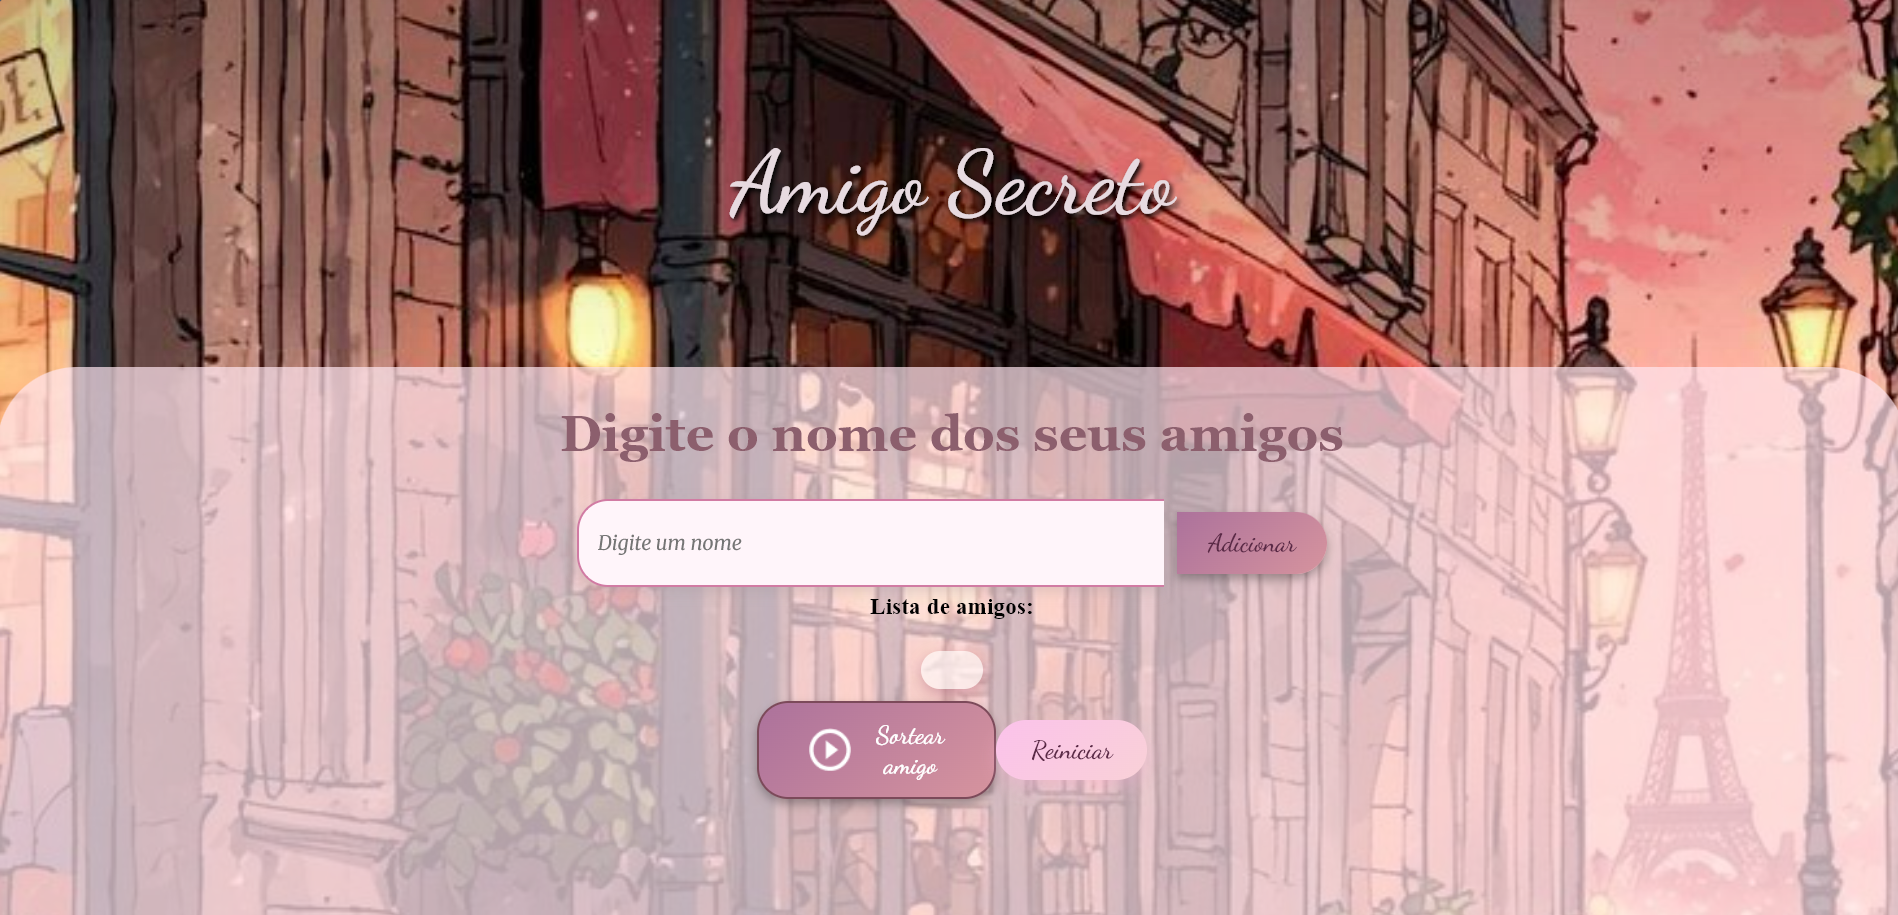 Amigo Secreto
Digite o nome dos seus amigos
Digite um nome
Adicionar
Lista de amigos:
Sortear
amigo
Reiniciar